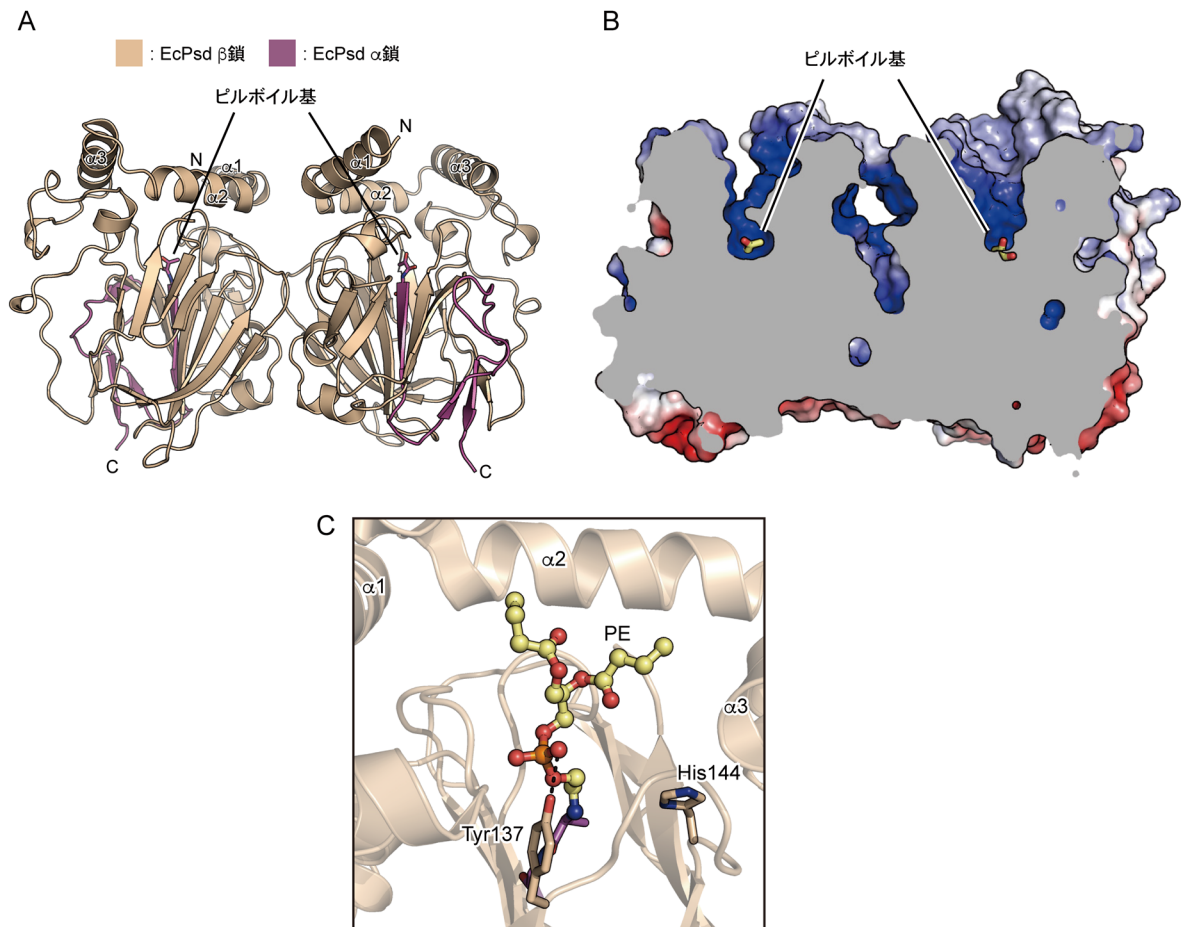 A
: EcPsd β鎖
: EcPsd α鎖
ピルボイル基
N
α3
N
α1
α2
α1
α2
α3
C
C
B
ピルボイル基
C
α1
α2
PE
α3
His144
Tyr137